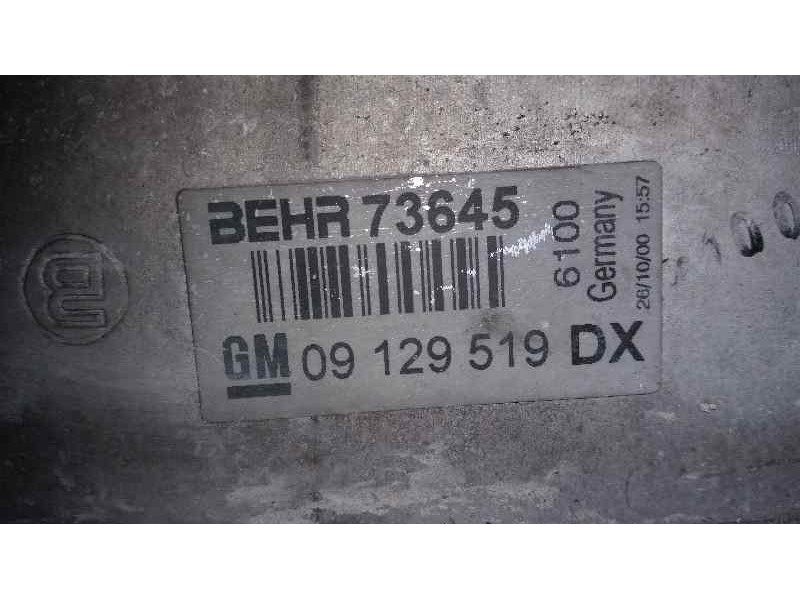 BEHR 73645
6100
Germany
26/10/00 15:57
GM 09 129 519 DX